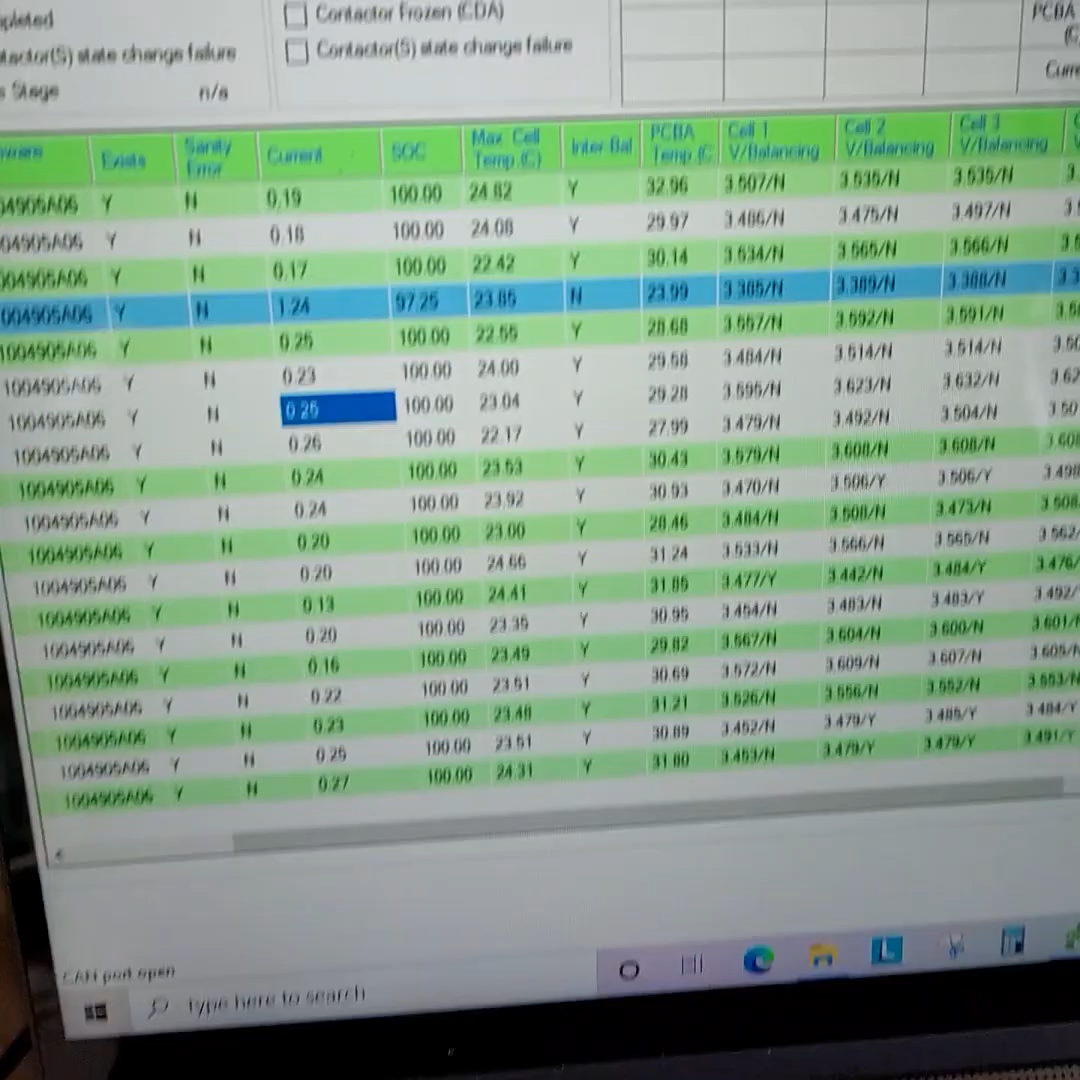 pleted
Contactor Frozen (CDA)
PCBA
tactor(S) state change failure
Contactor(S) state change failure
s Stage n/a
Curre
Exists Sanity Error Current SOC Max Cell Temp.(C) Inter Bal PCBA Temp.(C Cell 1 V/Balancing Cell 2 V/Balancing Cell 3 V/Balancing
04905A06 Y N 0.19 100.00 24.82 Y 32.96 3.507/N 3.535/N 3.535/N
004905A06 Y N 0.18 100.00 24.08 Y 29.97 3.486/N 3.475/N 3.497/N
004905A06 Y N 0.17 100.00 22.42 Y 30.14 3.534/N 3.565/N 3.566/N
004905A06 Y N 1.24 97.25 23.85 N 23.99 3.385/N 3.389/N 3.388/N
1004905A06 Y N 0.25 100.00 22.55 Y 28.68 3.557/N 3.592/N 3.591/N
1004905A06 Y N 0.23 100.00 24.00 Y 29.58 3.484/N 3.514/N 3.514/N
1004905A06 Y N 0.25 100.00 23.04 Y 29.28 3.595/N 3.623/N 3.632/N
1004905A06 Y N 0.26 100.00 22.17 Y 27.99 3.479/N 3.492/N 3.504/N
1004905A06 Y N 0.24 100.00 23.53 Y 30.43 3.579/N 3.608/N 3.608/N
1004905A06 Y N 0.24 100.00 23.92 Y 30.93 3.470/N 3.506/Y 3.506/Y
1004905A06 Y N 0.20 100.00 23.00 Y 28.46 3.484/N 3.508/N 3.473/N
1004905A06 Y N 0.20 100.00 24.66 Y 31.24 3.533/N 3.566/N 3.565/N
1004905A06 Y N 0.13 100.00 24.41 Y 31.85 3.477/Y 3.442/N 3.484/Y
1004905A06 Y N 0.20 100.00 23.35 Y 30.95 3.454/N 3.483/N 3.483/Y
1004905A06 Y N 0.16 100.00 23.49 Y 29.82 3.567/N 3.604/N 3.600/N
1004905A06 Y N 0.22 100.00 23.51 Y 30.69 3.572/N 3.609/N 3.607/N
1004905A06 Y N 0.23 100.00 23.48 Y 31.21 3.526/N 3.556/N 3.552/N
1004905A06 Y N 0.25 100.00 23.51 Y 30.89 3.452/N 3.479/Y 3.485/Y
1004905A06 Y N 0.27 100.00 24.31 Y 31.80 3.453/N 3.479/Y 3.479/Y
CAN port open
Type here to search